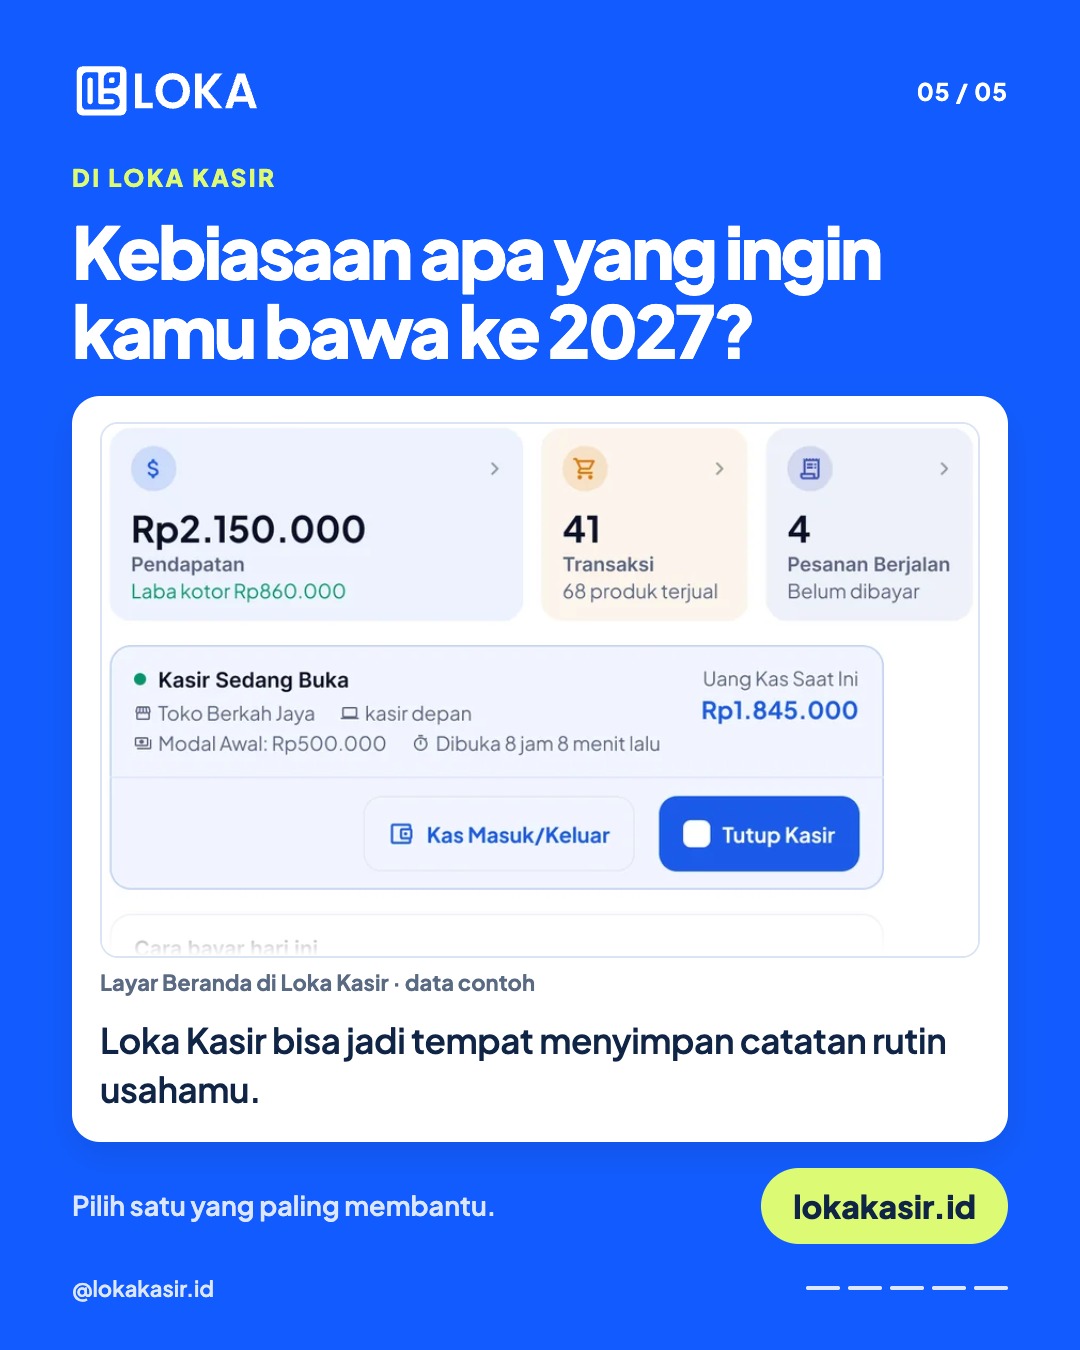 LOKA
05 / 05
DI LOKA KASIR
Kebiasaan apa yang ingin
kamu bawa ke 2027?
Rp2.150.000
Pendapatan
Laba kotor Rp860.000
41
Transaksi
68 produk terjual
4
Pesanan Berjalan
Belum dibayar
Kasir Sedang Buka
Toko Berkah Jaya kasir depan
Modal Awal: Rp500.000 Dibuka 8 jam 8 menit lalu
Uang Kas Saat Ini
Rp1.845.000
Kas Masuk/Keluar
Tutup Kasir
Cara bayar hari ini
Layar Beranda di Loka Kasir · data contoh
Loka Kasir bisa jadi tempat menyimpan catatan rutin
usahamu.
Pilih satu yang paling membantu.
lokakasir.id
@lokakasir.id